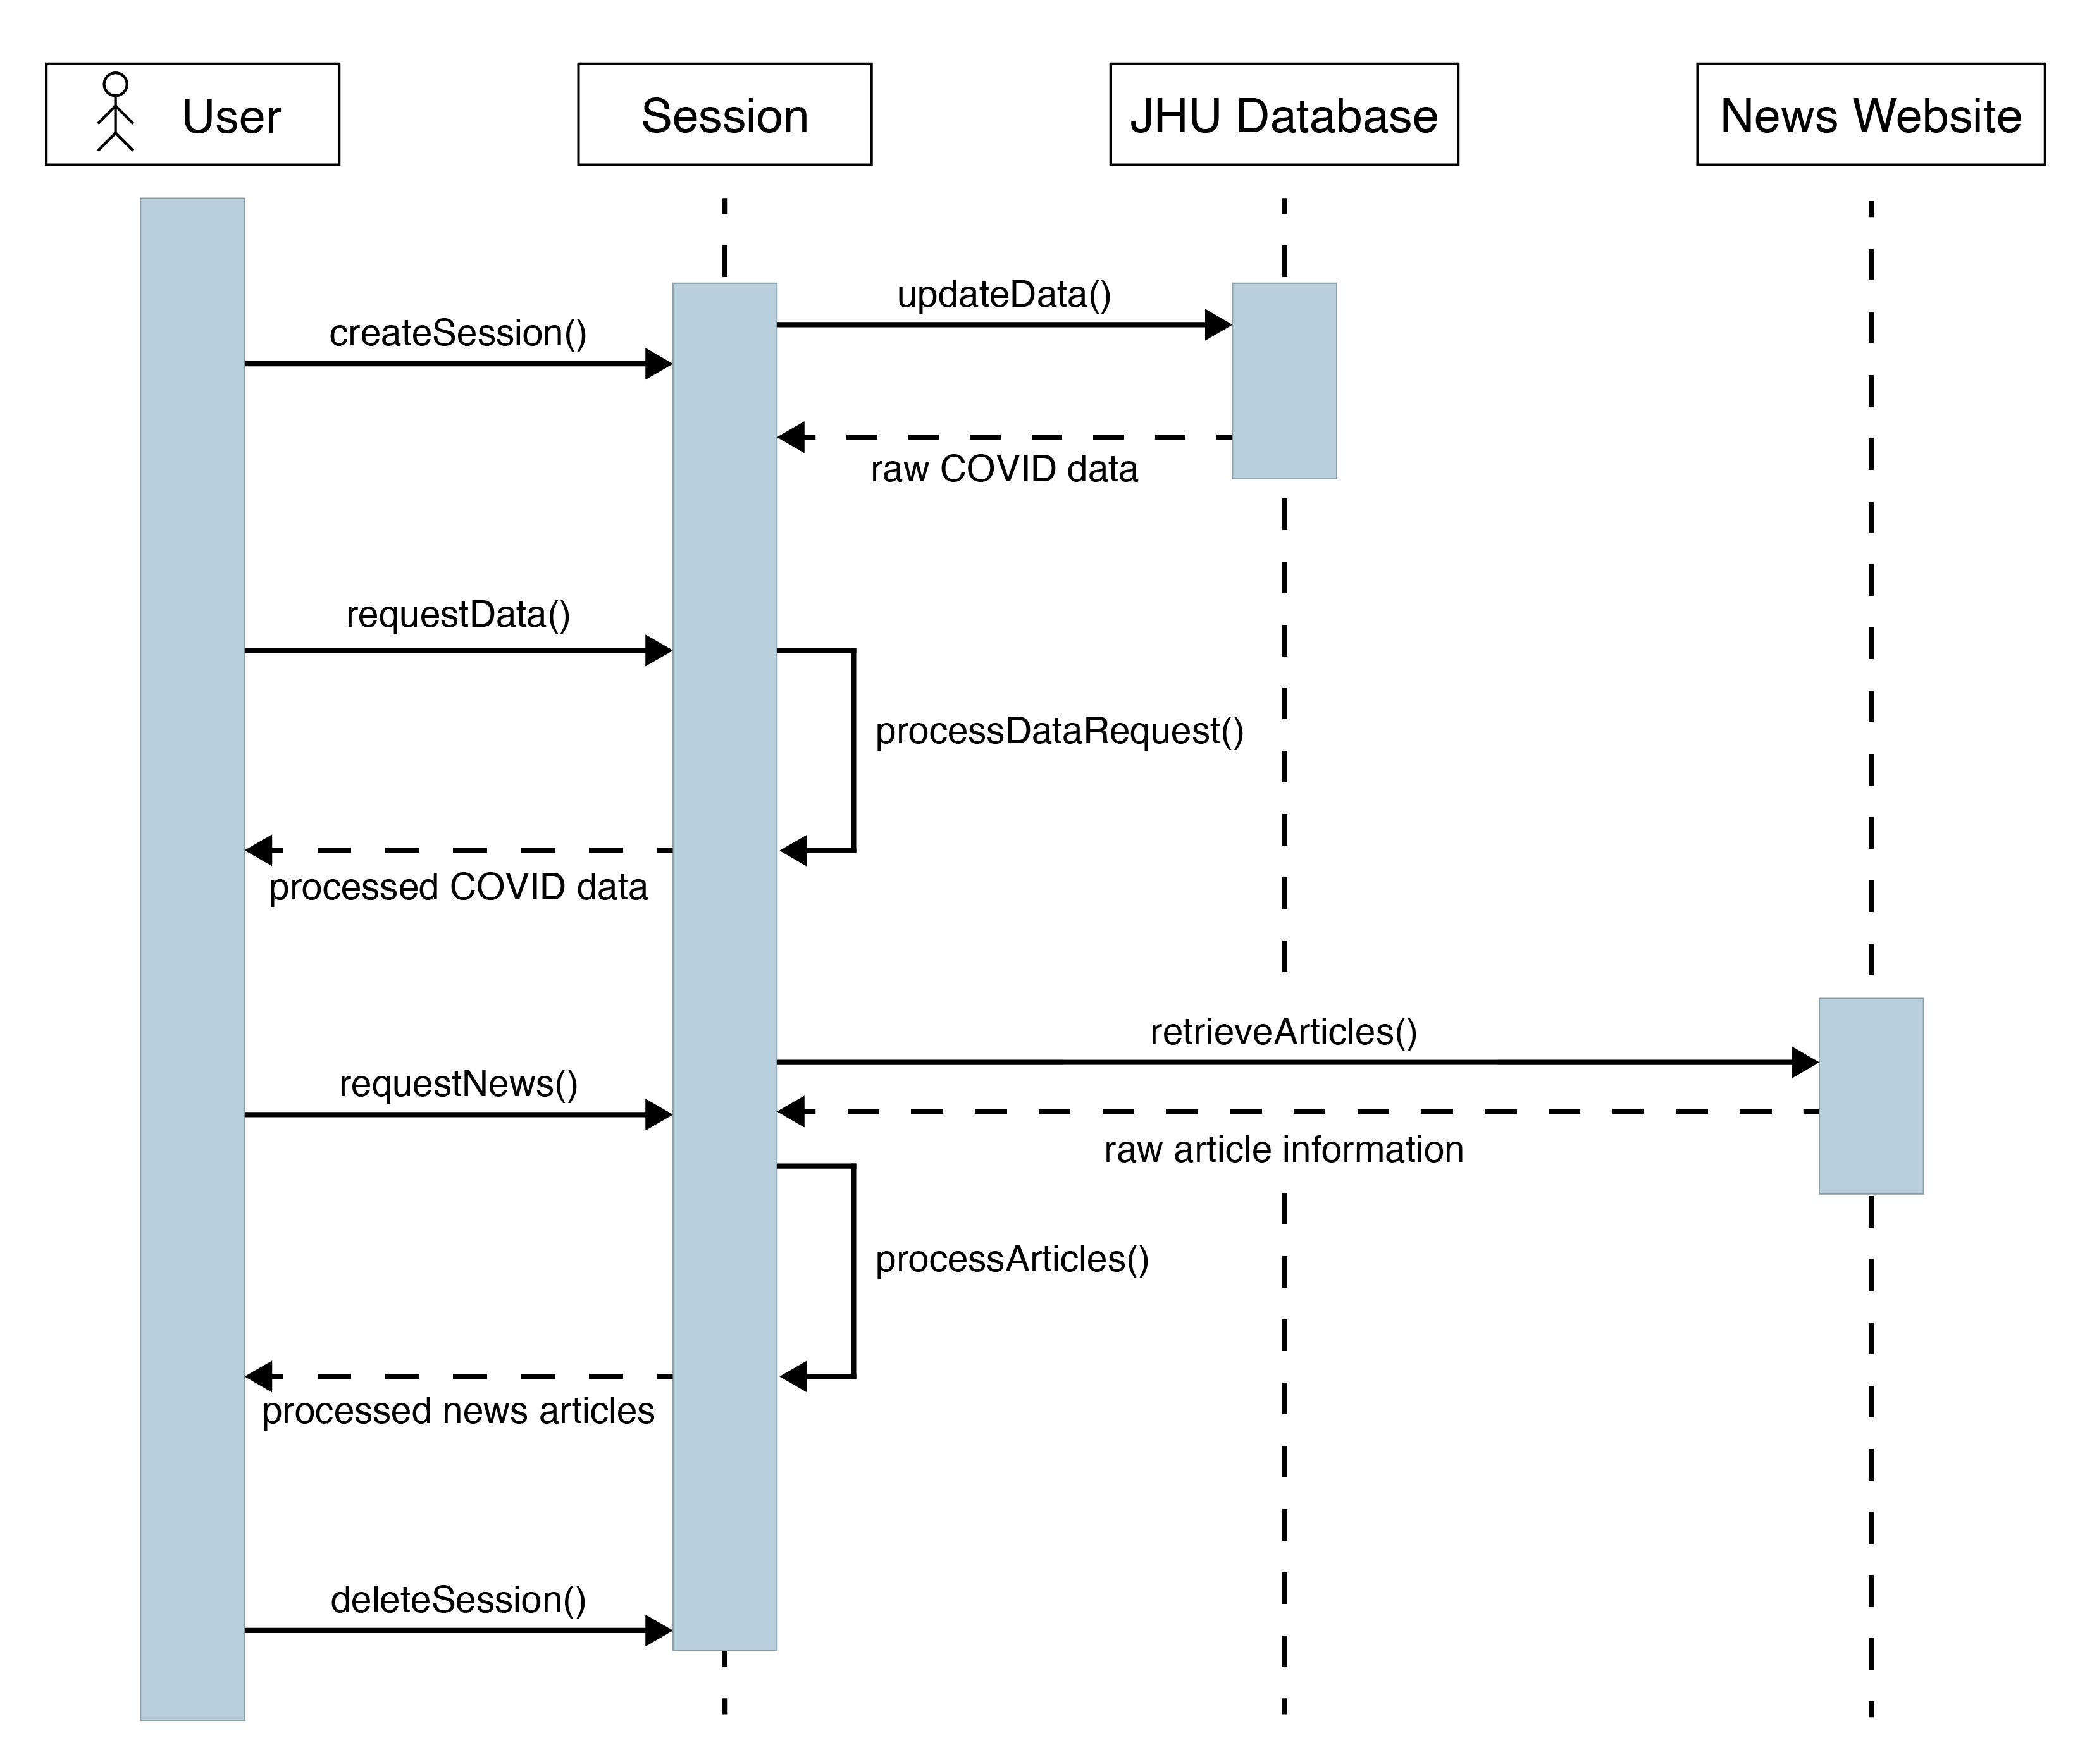 User
Session
JHU Database
News Website
updateData()
createSession()
raw COVID data
requestData()
processDataRequest()
processed COVID data
retrieveArticles()
requestNews()
raw article information
processArticles()
processed news articles
deleteSession()